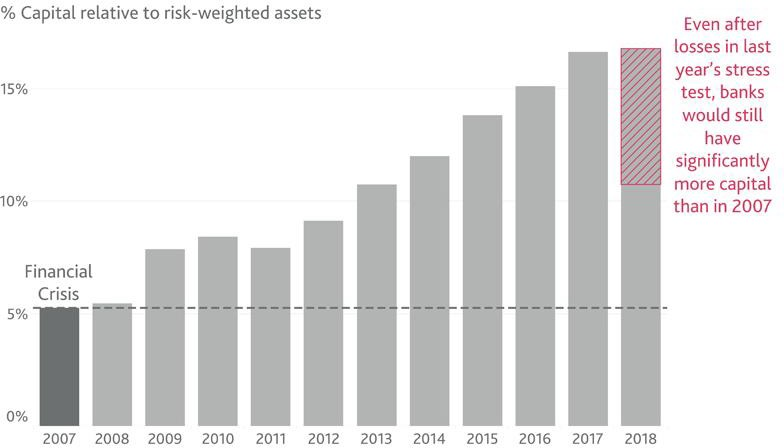 % Capital relative to risk-weighted assets
Even after
losses in last
year's stress
test, banks
would still
have
significantly
more capital
than in 2007
15%
10%
Financial
Crisis
5%
0%
2007 2008 2009 2010 2011 2012 2013 2014 2015 2016 2017 2018